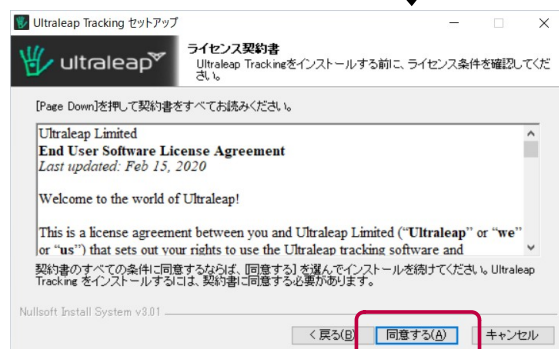 Ultraleap Tracking セットアップ
ultraleap
ライセンス契約書
Ultraleap Trackingをインストールする前に、ライセンス条件を確認してくだ
さい。
[Page Down]を押して契約書をすべてお読みください。
Ultraleap Limited
End User Software License Agreement
Last updated: Feb 15, 2020
Welcome to the world of Ultraleap!
This is a license agreement between you and Ultraleap Limited (“Ultraleap” or “we”
or “us”) that sets out your rights to use the Ultraleap tracking software and
契約書のすべての条件に同意するならば、[同意する] を選んでインストールを続けてください。Ultraleap
Tracking をインストールするには、契約書に同意する必要があります。
Nullsoft Install System v3.01
< 戻る(B)
同意する(A)
キャンセル